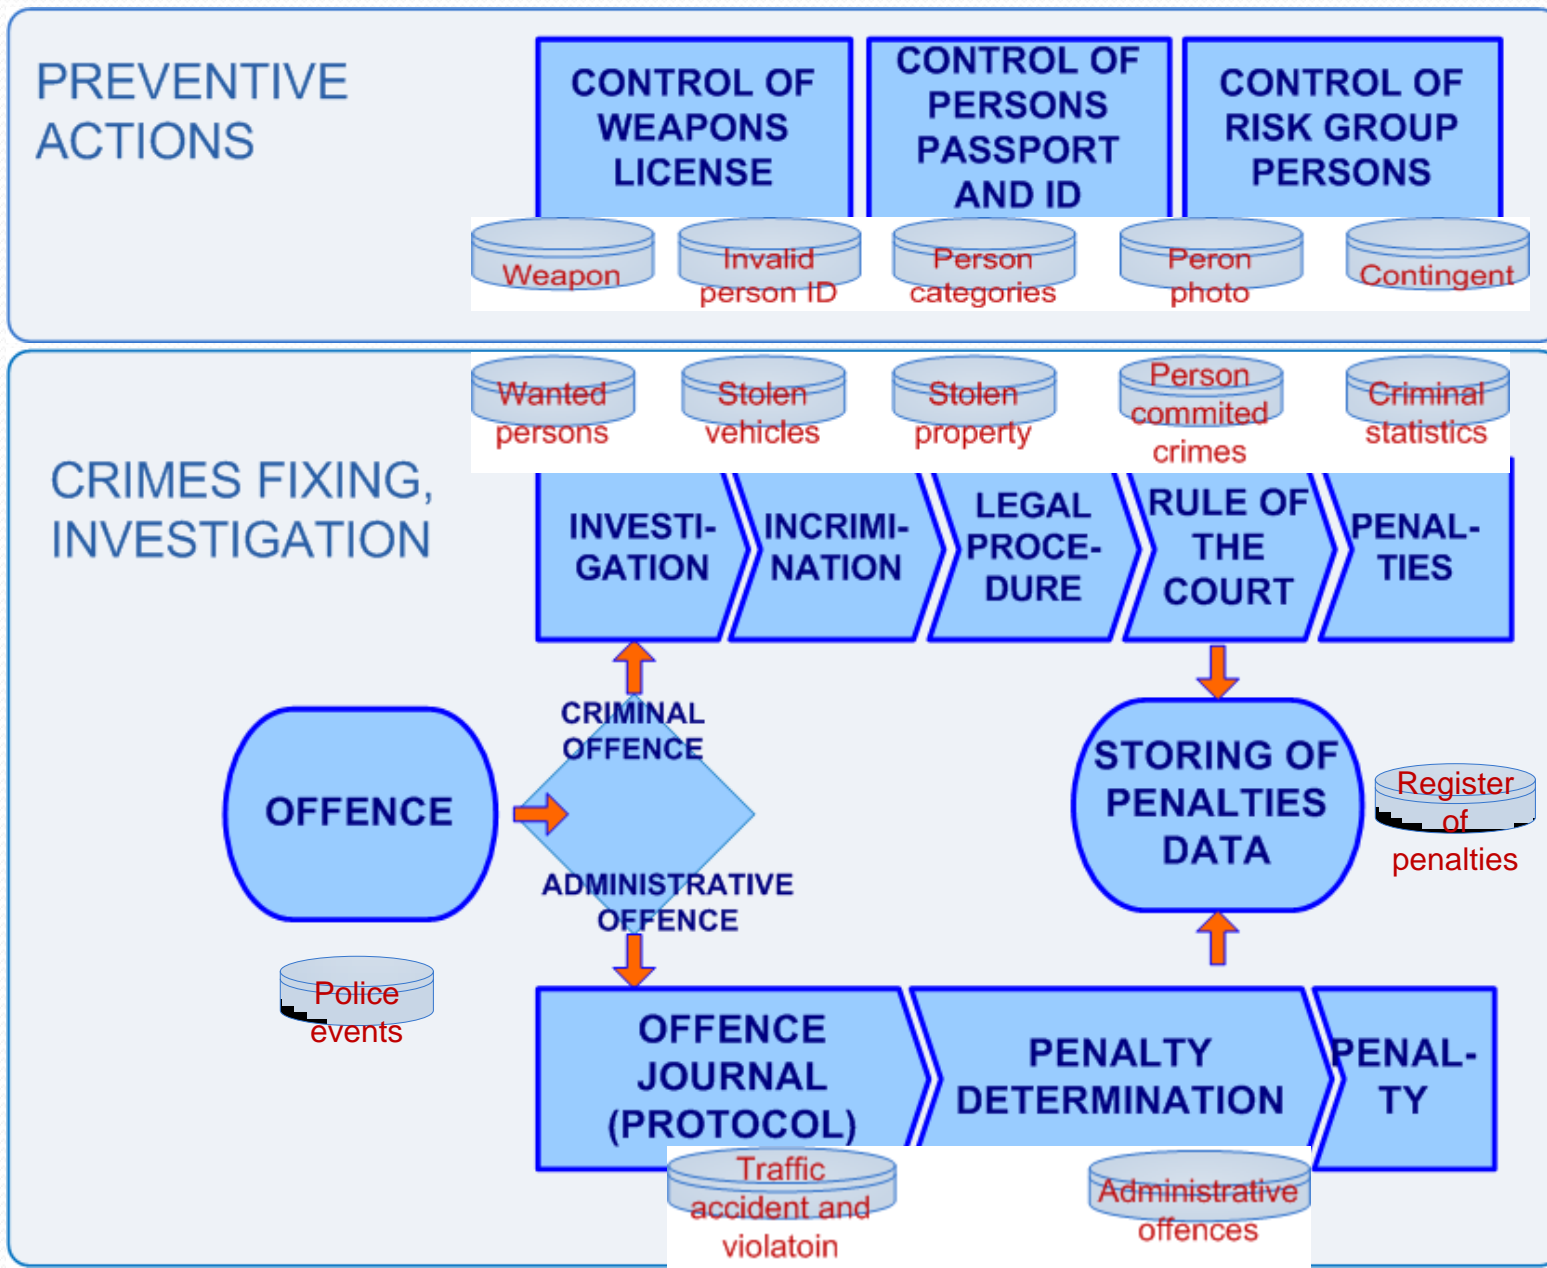 PREVENTIVE
ACTIONS
CONTROL OF
WEAPONS
LICENSE
CONTROL OF
PERSONS
PASSPORT
AND ID
CONTROL OF
RISK GROUP
PERSONS
Weapon
Invalid
person ID
Person
categories
Peron
photo
Contingent
Wanted
persons
Stolen
vehicles
Stolen
property
Person
commited
crimes
Criminal
statistics
CRIMES FIXING,
INVESTIGATION
INVESTI-
GATION
INCRIMI-
NATION
LEGAL
PROCE-
DURE
RULE OF
THE
COURT
PENAL-
TIES
CRIMINAL
OFFENCE
OFFENCE
ADMINISTRATIVE
OFFENCE
STORING OF
PENALTIES
DATA
Register
of
penalties
Police
events
OFFENCE
JOURNAL
(PROTOCOL)
PENALTY
DETERMINATION
PENAL-
TY
Traffic
accident and
violatoin
Administrative
offences